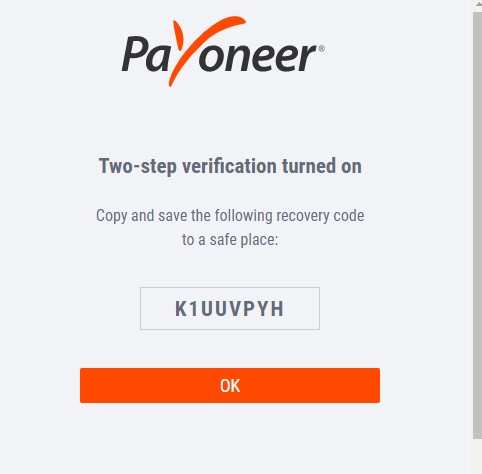 Payoneer®
Two-step verification turned on
Copy and save the following recovery code
to a safe place:
K1UUVPYH
OK